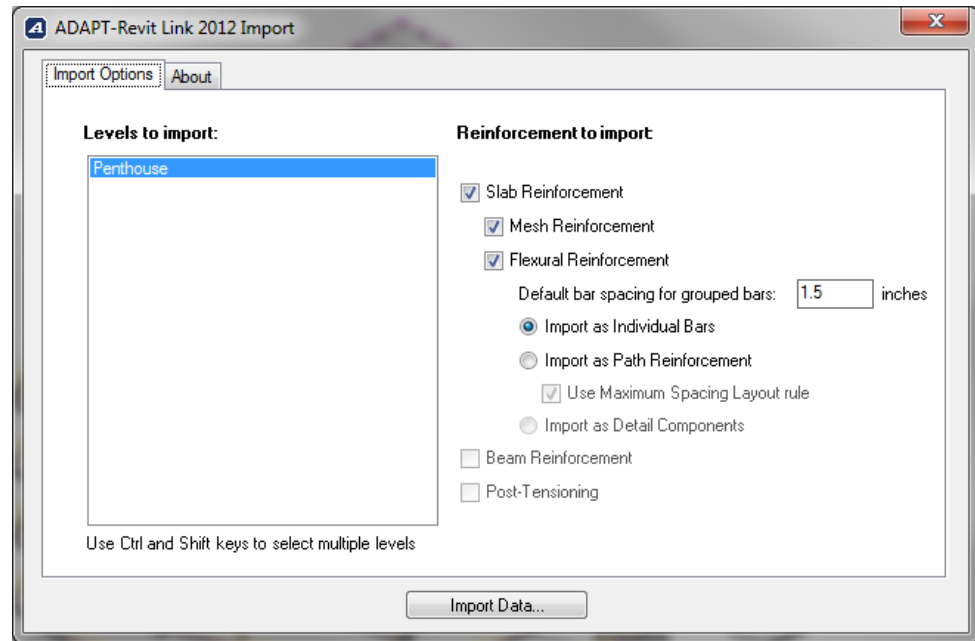 ADAPT-Revit Link 2012 Import
Import Options
About
Levels to import:
Penthouse
Use Ctrl and Shift keys to select multiple levels
Reinforcement to import:
Slab Reinforcement
Mesh Reinforcement
Flexural Reinforcement
Default bar spacing for grouped bars: 1.5 inches
Import as Individual Bars
Import as Path Reinforcement
Use Maximum Spacing Layout rule
Import as Detail Components
Beam Reinforcement
Post-Tensioning
Import Data...